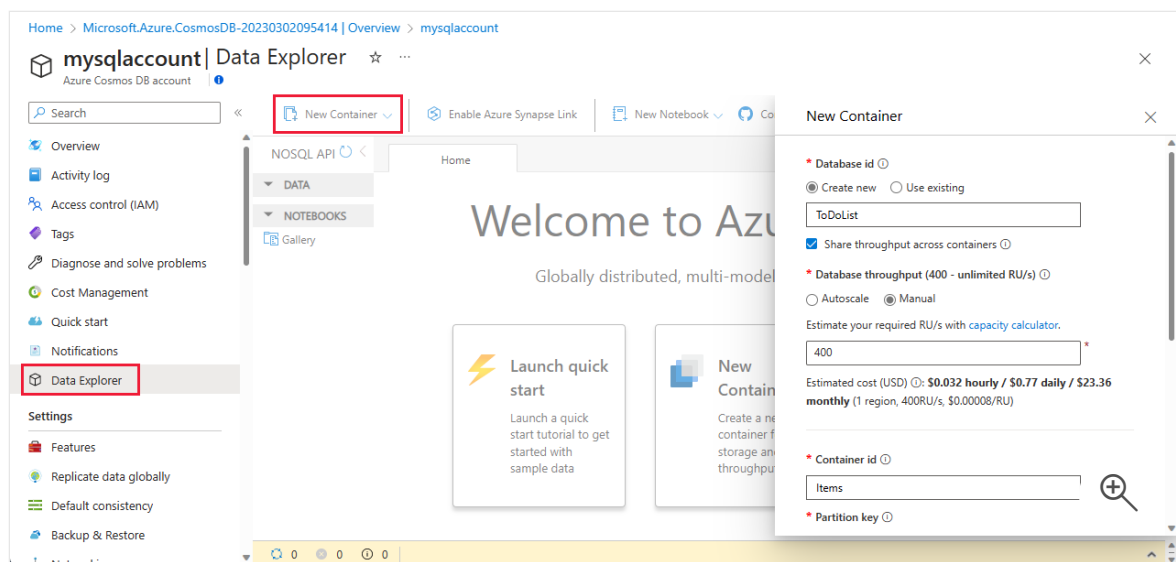 Home > Microsoft.Azure.CosmosDB-20230302095414 | Overview > mysqlaccount
mysqlaccount | Data Explorer
Azure Cosmos DB account
Search
Overview
Activity log
Access control (IAM)
Tags
Diagnose and solve problems
Cost Management
Quick start
Notifications
Data Explorer
Settings
Features
Replicate data globally
Default consistency
Backup & Restore
New Container
Enable Azure Synapse Link
New Notebook
Co
NOSQL API
DATA
NOTEBOOKS
Gallery
Home
Welcome to Azu
Globally distributed, multi-model
Launch quick
start
Launch a quick
start tutorial to get
started with
sample data
New
Contain
Create a ne
container f
storage an
throughpu
0 0 0
New Container
* Database id
Create new Use existing
ToDoList
Share throughput across containers
* Database throughput (400 - unlimited RU/s)
Autoscale Manual
Estimate your required RU/s with capacity calculator.
400 *
Estimated cost (USD) : $0.032 hourly / $0.77 daily / $23.36
monthly (1 region, 400RU/s, $0.00008/RU)
* Container id
Items
* Partition key